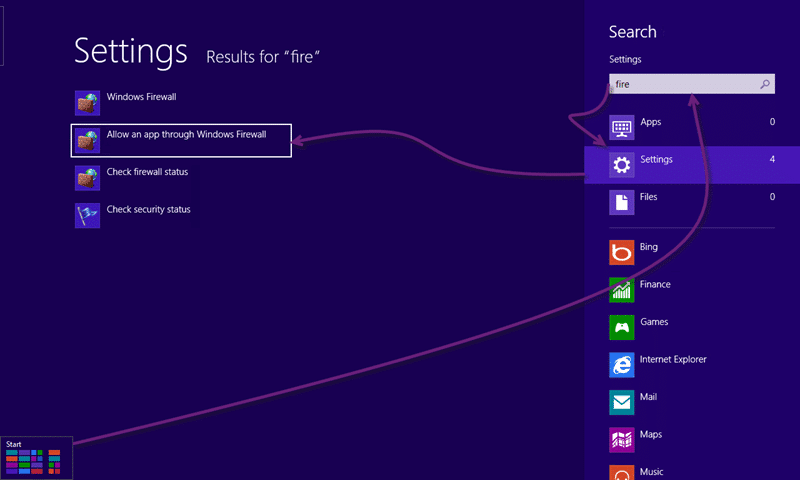 Settings Results for “fire”
Windows Firewall
Allow an app through Windows Firewall
Check firewall status
Check security status
Start
Search
Settings
fire
Apps 0
Settings 4
Files 0
Bing
Finance
Games
Internet Explorer
Mail
Maps
Music